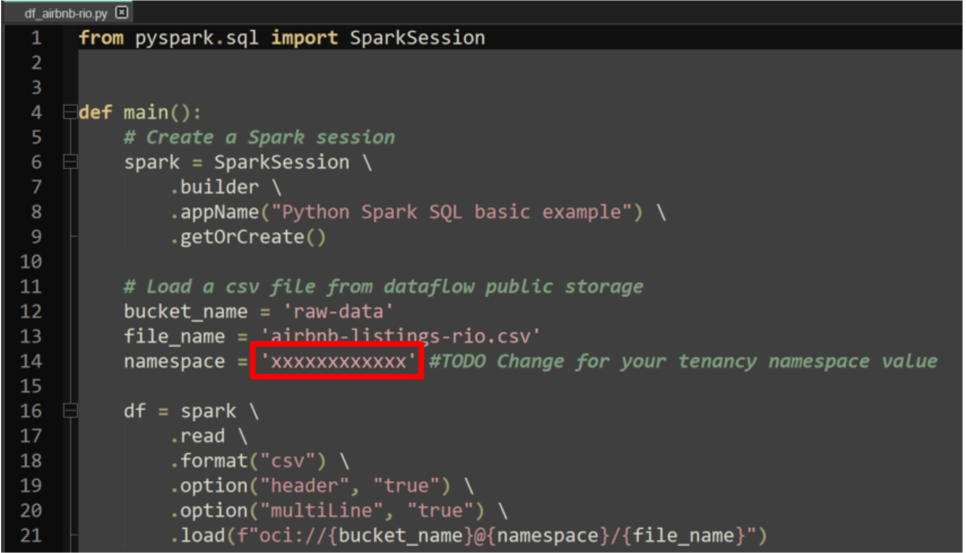 df_airbnb-rio.py
1 from pyspark.sql import SparkSession
2
3
4 def main():
5 # Create a Spark session
6 spark = SparkSession \
7 .builder \
8 .appName("Python Spark SQL basic example") \
9 .getOrCreate()
10
11 # Load a csv file from dataflow public storage
12 bucket_name = 'raw-data'
13 file_name = 'airbnb-listings-rio.csv'
14 namespace = 'xxxxxxxxxxxx' #TODO Change for your tenancy namespace value
15
16 df = spark \
17 .read \
18 .format("csv") \
19 .option("header", "true") \
20 .option("multiLine", "true") \
21 .load(f"oci://{bucket_name}@{namespace}/{file_name}")